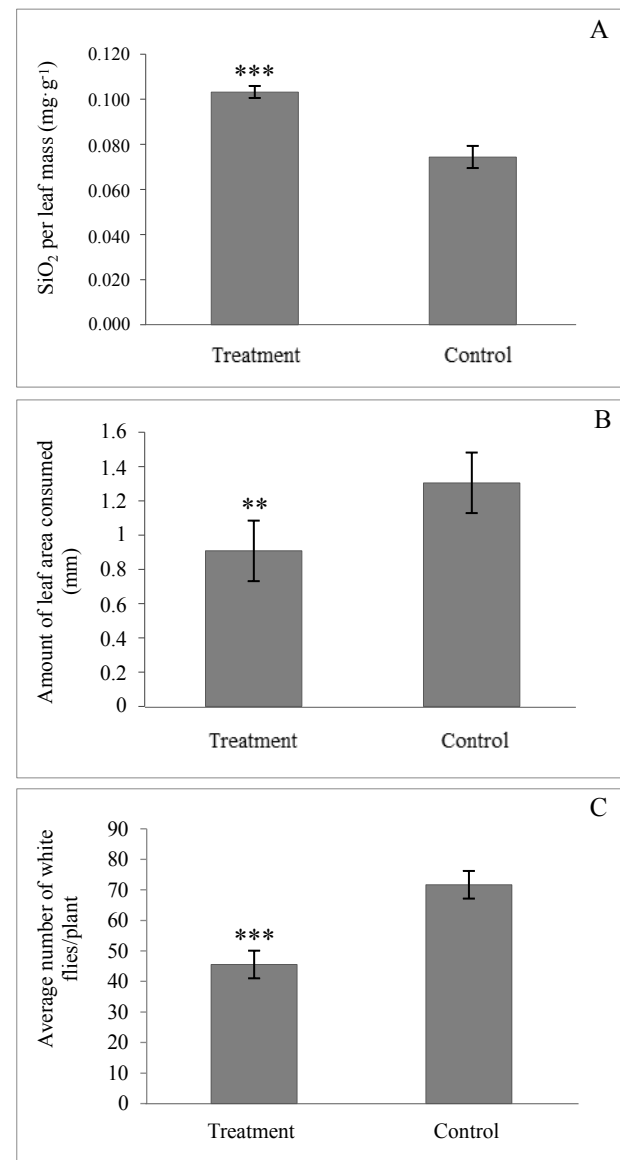 A
SiO₂ per leaf mass (mg·g⁻¹)
0.120
0.100
0.080
0.060
0.040
0.020
0.000
***
Treatment
Control
B
Amount of leaf area consumed
(mm)
1.6
1.4
1.2
1
0.8
0.6
0.4
0.2
0
**
Treatment
Control
C
Average number of white
flies/plant
90
80
70
60
50
40
30
20
10
0
***
Treatment
Control